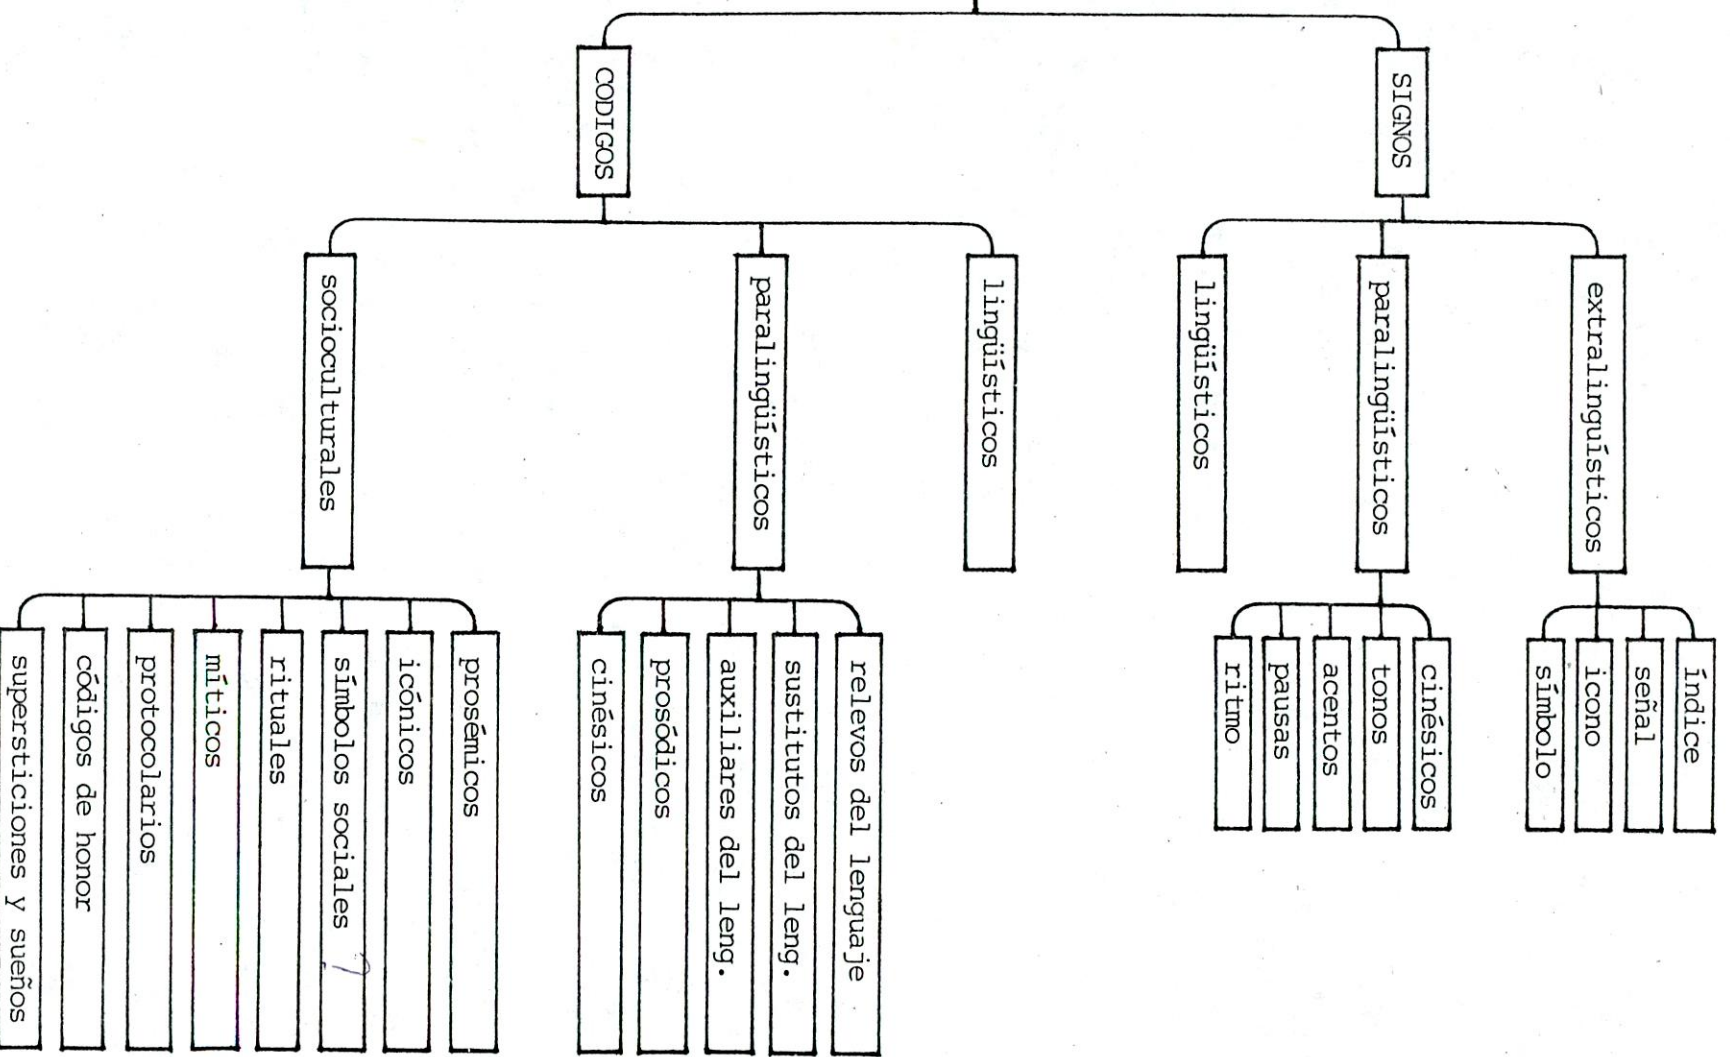 SIGNOS
extralinguísticos
índice
señal
icono
símbolo
paralingüísticos
cinésicos
tonos
acentos
pausas
ritmo
lingüísticos
CODIGOS
lingüísticos
paralingüísticos
relevos del lenguaje
sustitutos del leng.
auxiliares del leng.
prosódicos
cinésicos
socioculturales
prosémicos
icónicos
símbolos sociales
rituales
míticos
protocolarios
códigos de honor
supersticiones y sueños